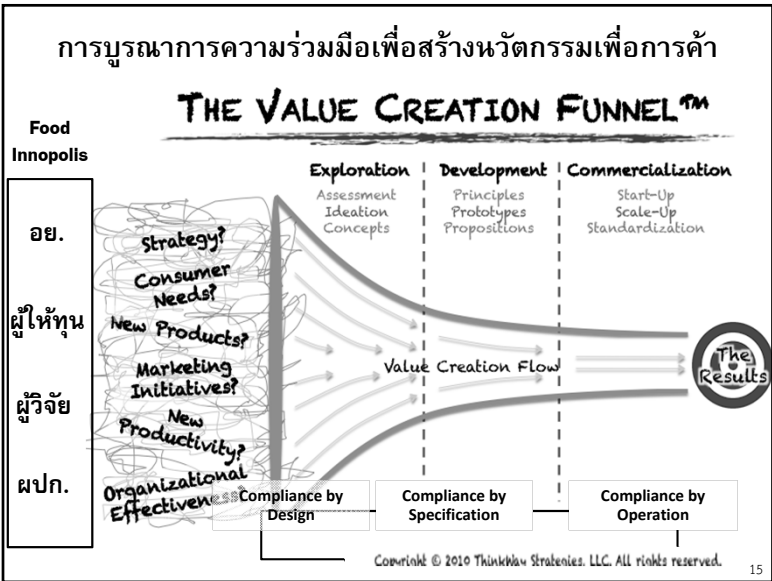 การบูรณาการความร่วมมือเพื่อสร้างนวัตกรรมเพื่อการค้า
THE VALUE CREATION FUNNEL™
Food
Innopolis
อย.
ผู้ให้ทุน
ผู้วิจัย
ผปก.
Strategy?
Consumer
Needs?
New Products?
Marketing
Initiatives?
New
Productivity?
Organizational
Effectiveness?
Exploration
Assessment
Ideation
Concepts
Development
Principles
Prototypes
Propositions
Commercialization
Start-Up
Scale-Up
Standardization
Value Creation Flow
The
Results
Compliance by
Design
Compliance by
Specification
Compliance by
Operation
Copyright © 2010 ThinkWay Strategies, LLC. All rights reserved.
15